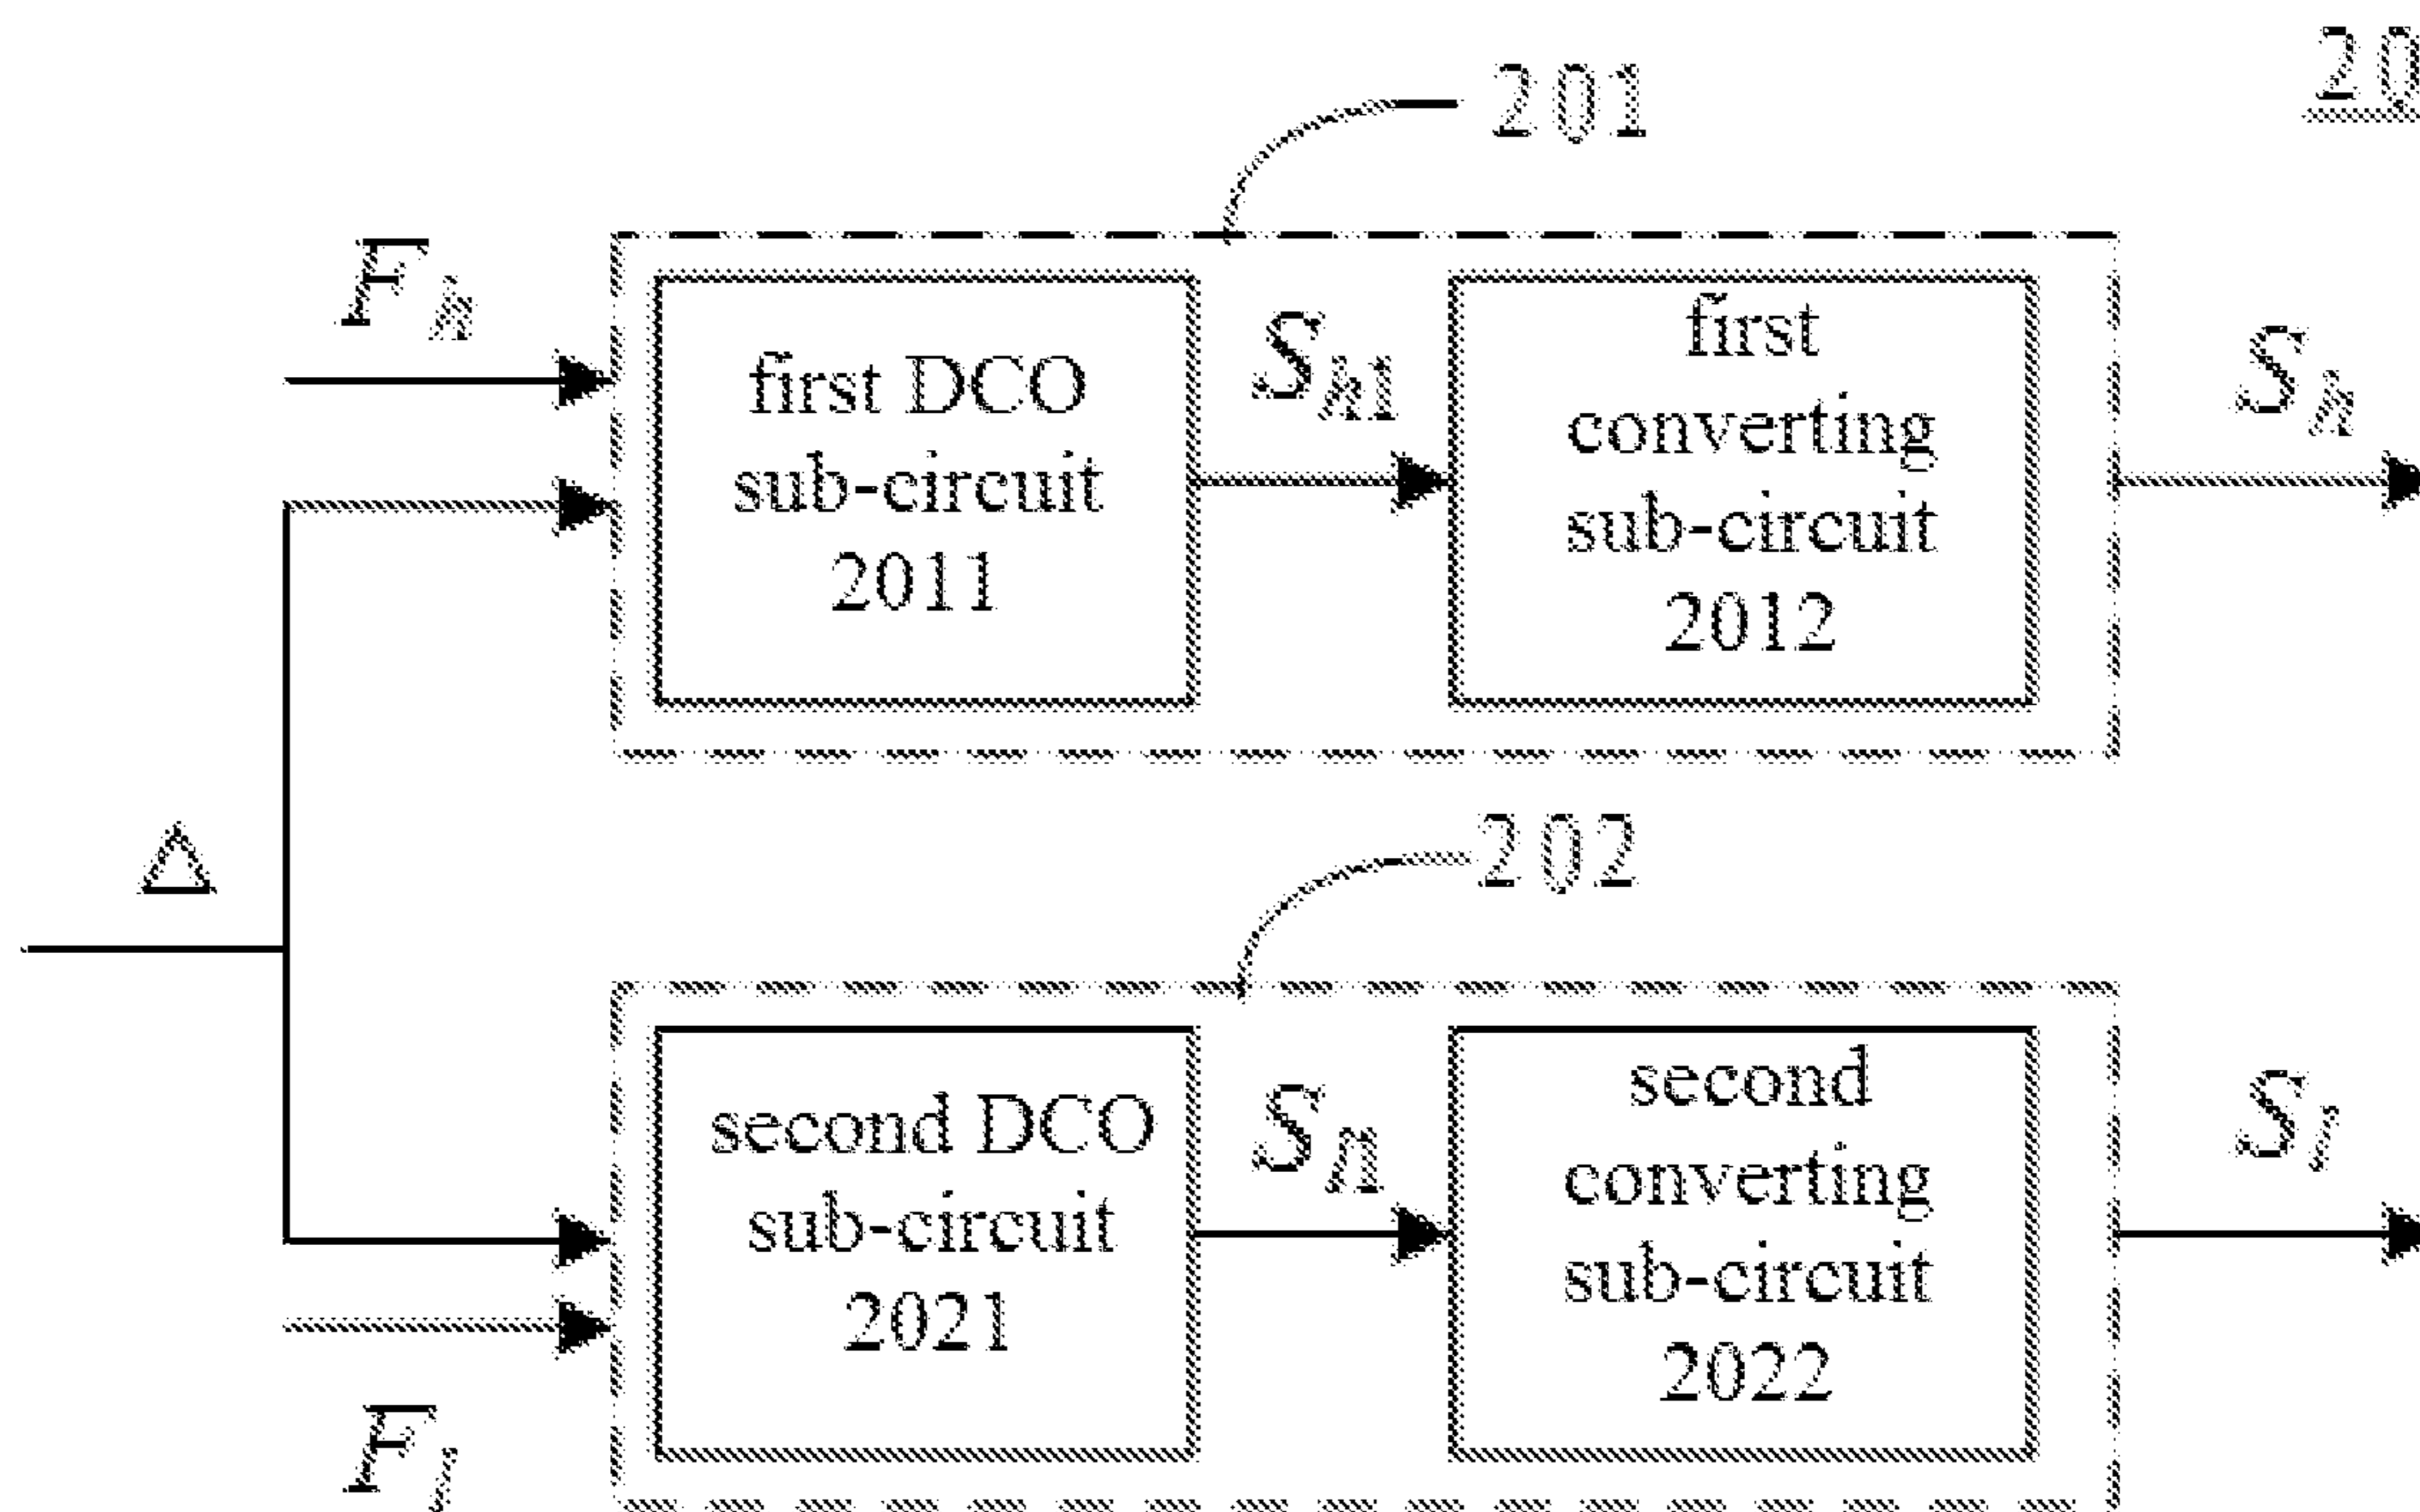 201
20
F_h
first DCO
sub-circuit
2011
S_h1
first
converting
sub-circuit
2012
S_h
Δ
202
second DCO
sub-circuit
2021
S_l1
second
converting
sub-circuit
2022
S_l
F_l